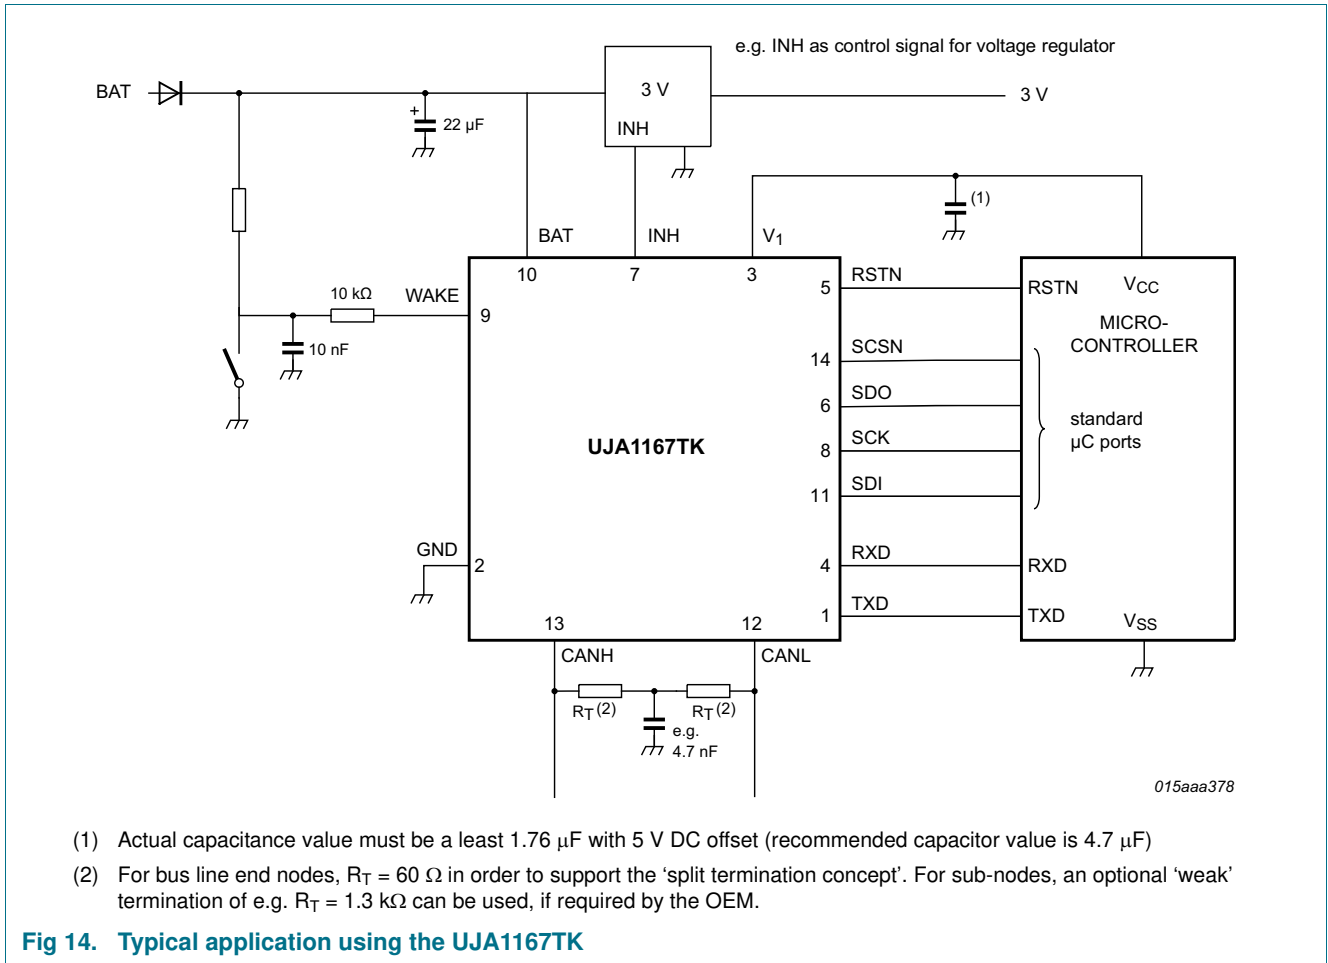 e.g. INH as control signal for voltage regulator
BAT
3 V
3 V
+
22 µF
INH
(1)
BAT
INH
V1
10
7
3
5
RSTN
RSTN
VCC
10 kΩ
WAKE
9
MICRO-
CONTROLLER
10 nF
14
SCSN
6
SDO
standard
µC ports
UJA1167TK
8
SCK
11
SDI
GND
2
4
RXD
RXD
1
TXD
TXD
VSS
13
12
CANH
CANL
RT(2)
RT(2)
e.g.
4.7 nF
015aaa378
(1) Actual capacitance value must be a least 1.76 µF with 5 V DC offset (recommended capacitor value is 4.7 µF)
(2) For bus line end nodes, RT = 60 Ω in order to support the ‘split termination concept’. For sub-nodes, an optional ‘weak’
termination of e.g. RT = 1.3 kΩ can be used, if required by the OEM.
Fig 14. Typical application using the UJA1167TK